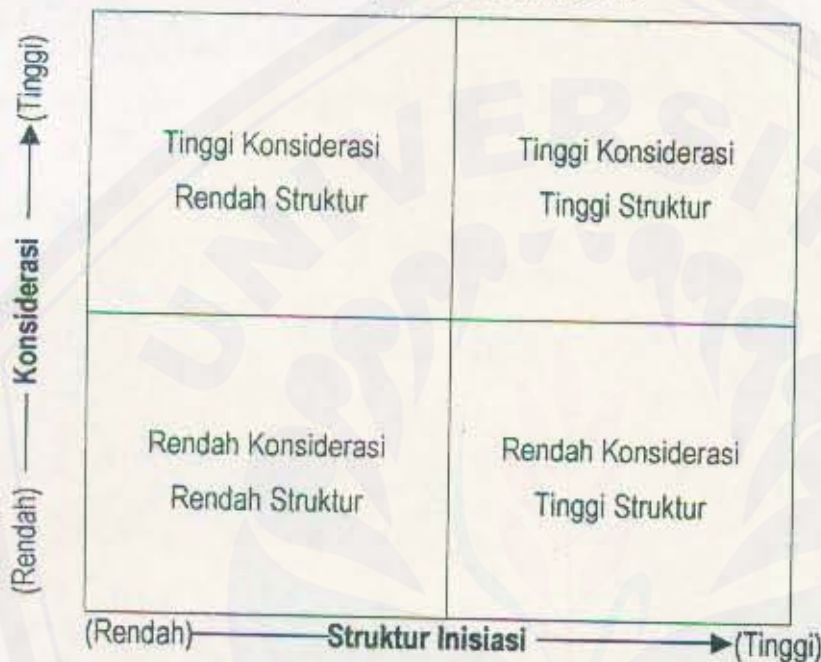 (Tinggi)
Konsiderasi
(Rendah)
Tinggi Konsiderasi
Rendah Struktur
Tinggi Konsiderasi
Tinggi Struktur
Rendah Konsiderasi
Rendah Struktur
Rendah Konsiderasi
Tinggi Struktur
(Rendah) Struktur Inisiasi (Tinggi)
UNIVERSI